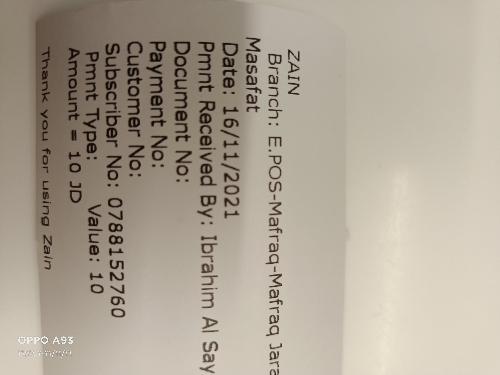 ZAIN
Branch: E.POS-Mafraq-Mafraq Jara
Masafat
Date: 16/11/2021
Pmnt Received By: Ibrahim Al Say
Document No:
Payment No:
Customer No:
Subscriber No: 0788152760
Pmnt Type: Value: 10
Amount = 10 JD
Thank you for using Zain
OPPO A93